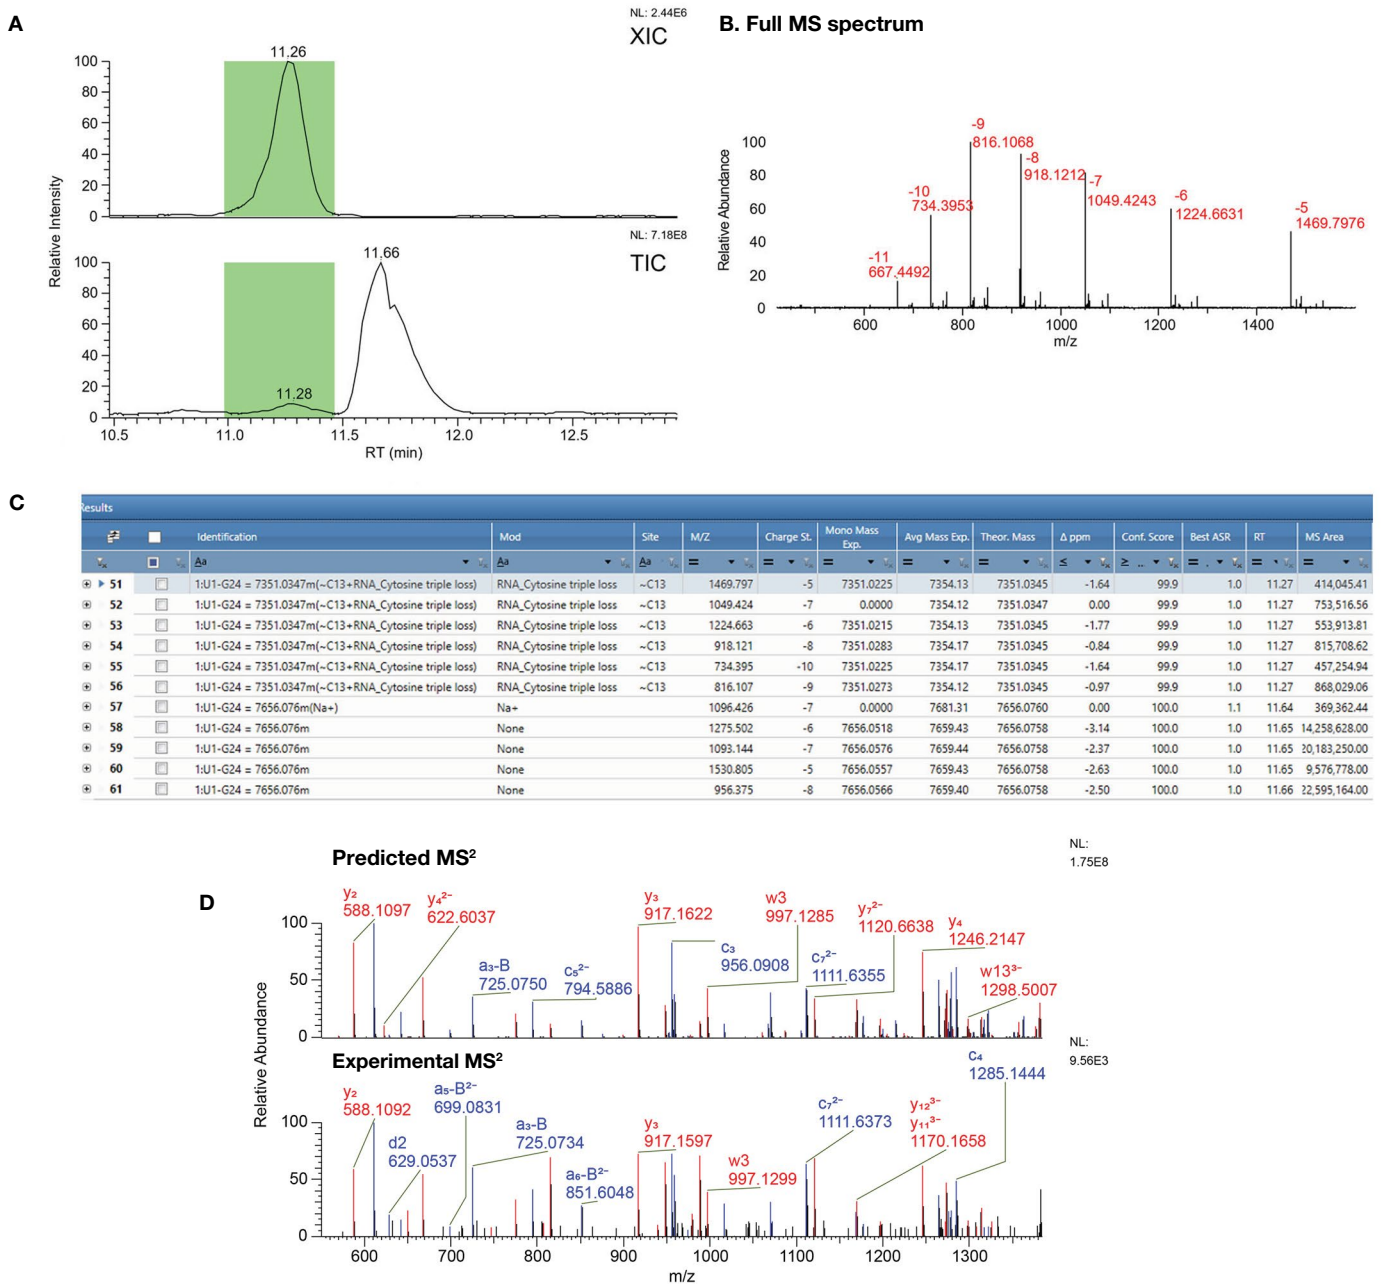 A
NL: 2.44E6
XIC
11.26
100
80
60
40
20
0
NL: 7.18E8
TIC
11.66
11.28
100
80
60
40
20
0
Relative Intensity
10.5 11.0 11.5 12.0 12.5
RT (min)
B. Full MS spectrum
-9
816.1068
-8
918.1212
-10
734.3953
-7
1049.4243
-6
1224.6631
-5
1469.7976
-11
667.4492
100
80
60
40
20
0
Relative Abundance
600 800 1000 1200 1400
m/z
C
Results
Identification Mod Site M/Z Charge St. Mono Mass Exp. Avg Mass Exp. Theor. Mass Δ ppm Conf. Score Best ASR RT MS Area
Aa Aa Aa = = = = = ≤ ≥ .. = . = =
51 1:U1-G24 = 7351.0347m(~C13+RNA_Cytosine triple loss) RNA_Cytosine triple loss ~C13 1469.797 -5 7351.0225 7354.13 7351.0345 -1.64 99.9 1.0 11.27 414,045.41
52 1:U1-G24 = 7351.0347m(~C13+RNA_Cytosine triple loss) RNA_Cytosine triple loss ~C13 1049.424 -7 0.0000 7354.12 7351.0347 0.00 99.9 1.0 11.27 753,516.56
53 1:U1-G24 = 7351.0347m(~C13+RNA_Cytosine triple loss) RNA_Cytosine triple loss ~C13 1224.663 -6 7351.0215 7354.13 7351.0345 -1.77 99.9 1.0 11.27 553,913.81
54 1:U1-G24 = 7351.0347m(~C13+RNA_Cytosine triple loss) RNA_Cytosine triple loss ~C13 918.121 -8 7351.0283 7354.17 7351.0345 -0.84 99.9 1.0 11.27 815,708.62
55 1:U1-G24 = 7351.0347m(~C13+RNA_Cytosine triple loss) RNA_Cytosine triple loss ~C13 734.395 -10 7351.0225 7354.17 7351.0345 -1.64 99.9 1.0 11.27 457,254.94
56 1:U1-G24 = 7351.0347m(~C13+RNA_Cytosine triple loss) RNA_Cytosine triple loss ~C13 816.107 -9 7351.0273 7354.12 7351.0345 -0.97 99.9 1.0 11.27 868,029.06
57 1:U1-G24 = 7656.076m(Na+) Na+ 1096.426 -7 0.0000 7681.31 7656.0760 0.00 100.0 1.1 11.64 369,362.44
58 1:U1-G24 = 7656.076m None 1275.502 -6 7656.0518 7659.43 7656.0758 -3.14 100.0 1.0 11.65 14,258,628.00
59 1:U1-G24 = 7656.076m None 1093.144 -7 7656.0576 7659.44 7656.0758 -2.37 100.0 1.0 11.65 20,183,250.00
60 1:U1-G24 = 7656.076m None 1530.805 -5 7656.0557 7659.43 7656.0758 -2.63 100.0 1.0 11.65 9,576,778.00
61 1:U1-G24 = 7656.076m None 956.375 -8 7656.0566 7659.40 7656.0758 -2.50 100.0 1.0 11.66 22,595,164.00
D
Predicted MS²
NL:
1.75E8
y₂
588.1097
y₄²⁻
622.6037
a₃-B
725.0750
c₅²⁻
794.5886
y₃
917.1622
c₃
956.0908
w3
997.1285
c₇²⁻
1111.6355
y₇²⁻
1120.6638
y₄
1246.2147
w13³⁻
1298.5007
100
50
0
Relative Abundance
Experimental MS²
NL:
9.56E3
y₂
588.1092
d2
629.0537
a₅-B²⁻
699.0831
a₃-B
725.0734
a₆-B²⁻
851.6048
y₃
917.1597
w3
997.1299
c₇²⁻
1111.6373
y₁₂³⁻
y₁₁³⁻
1170.1658
c₄
1285.1444
100
50
0
600 700 800 900 1000 1100 1200 1300
m/z